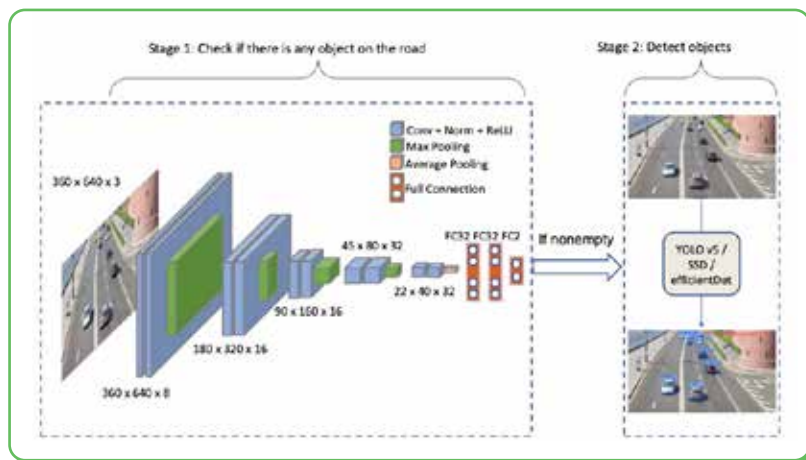 Stage 1: Check if there is any object on the road
Stage 2: Detect objects
Conv + Norm + ReLU
Max Pooling
Average Pooling
Full Connection
360 x 640 x 3
FC32 FC32 FC2
If nonempty
45 x 80 x 32
22 x 40 x 32
90 x 160 x 16
180 x 320 x 16
360 x 640 x 8
YOLO v5 /
SSD /
efficientDet